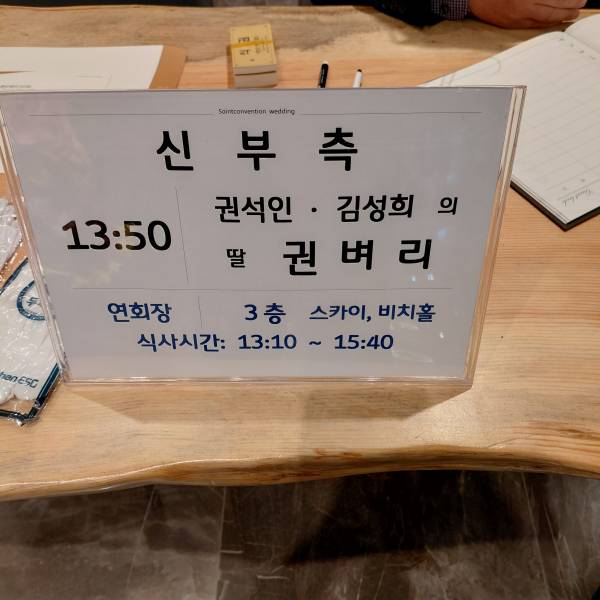 Saintconvention wedding
신 부 측
13:50
권석인 · 김성희 의
딸 권 벼 리
연회장 3층 스카이, 비치홀
식사시간: 13:10 ~ 15:40